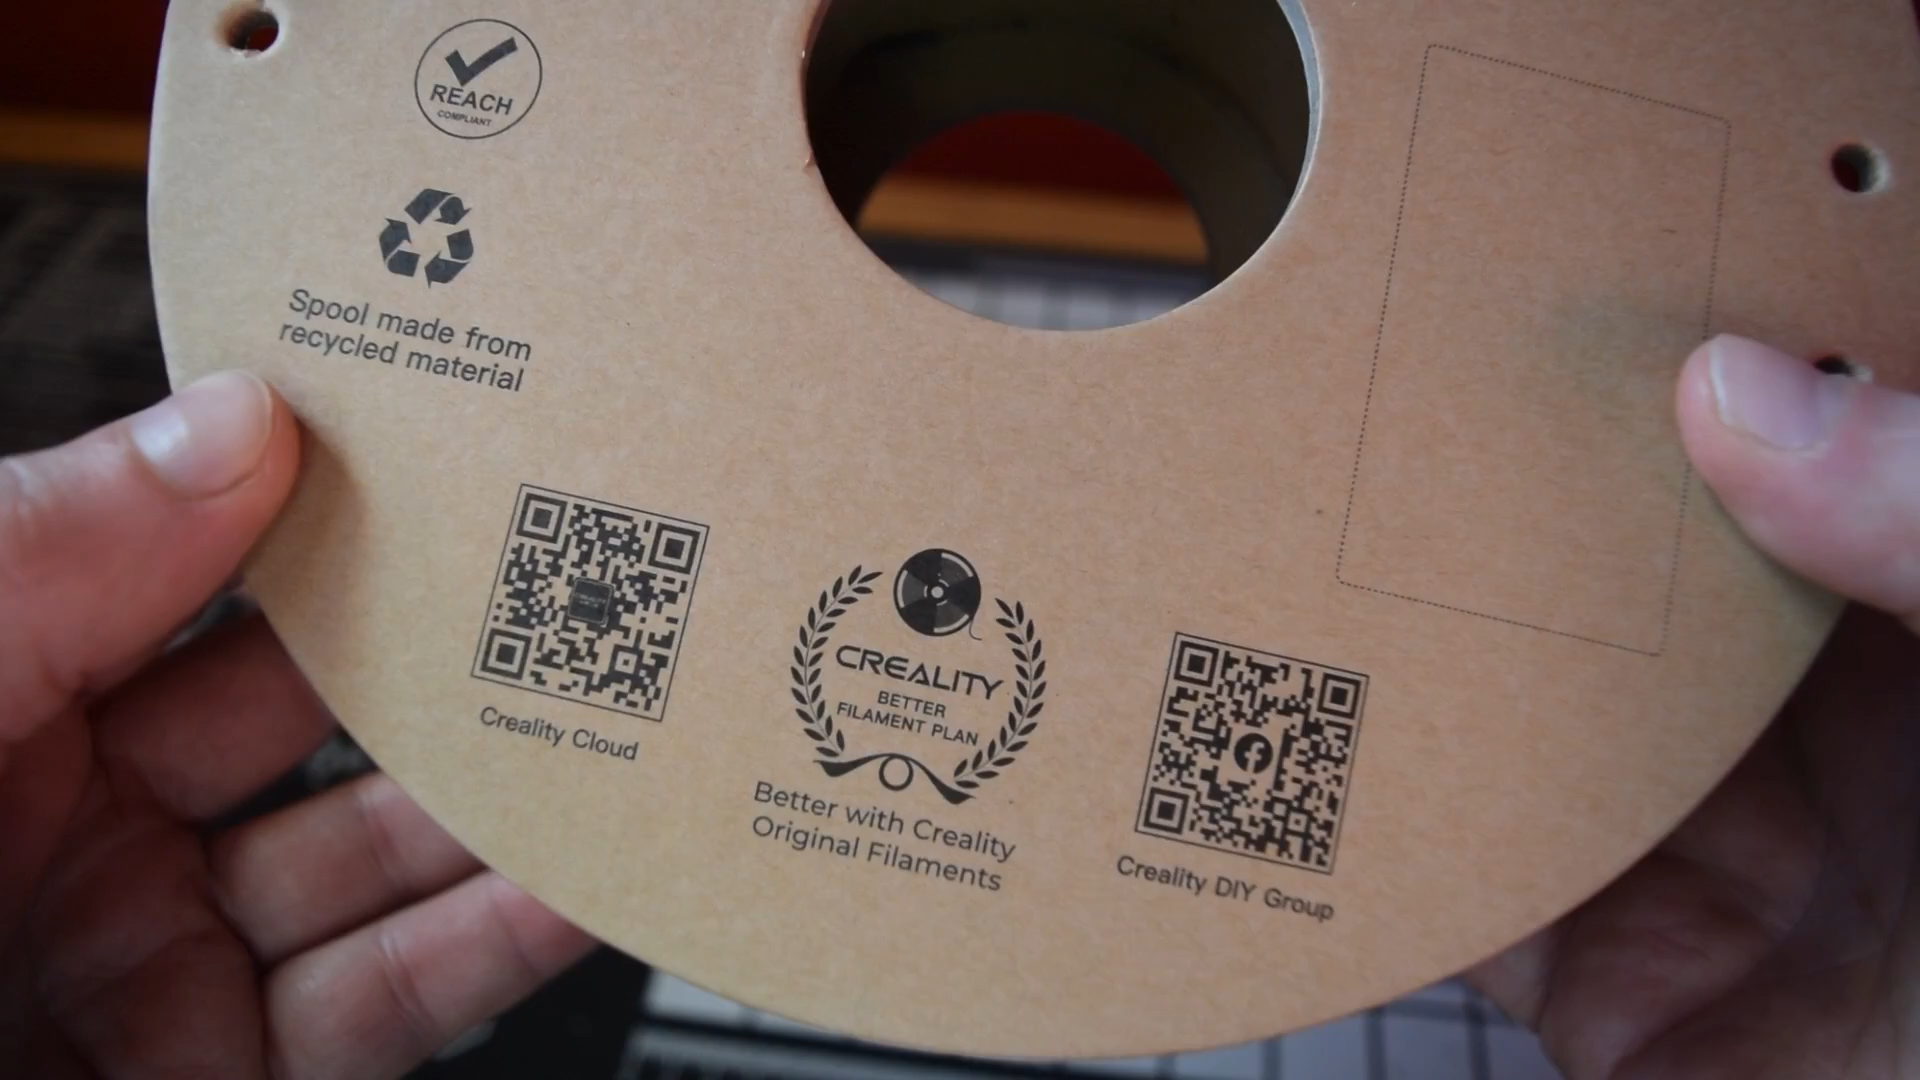 REACH
COMPLIANT
Spool made from
recycled material
Creality Cloud
CREALITY
BETTER
FILAMENT PLAN
Better with Creality
Original Filaments
Creality DIY Group